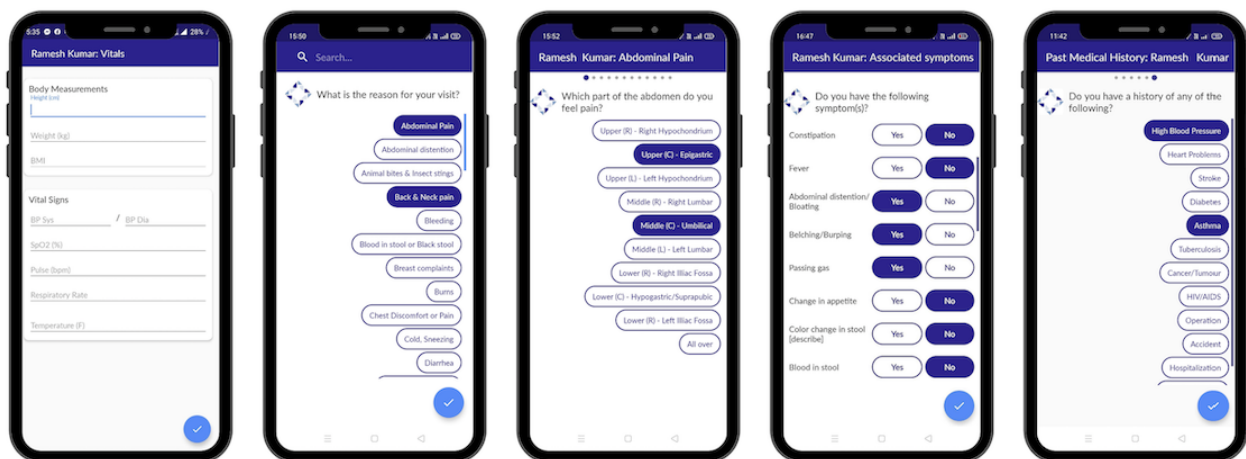 5:35
28%
Ramesh Kumar: Vitals
Body Measurements
Height (cm)
Weight (kg)
BMI
Vital Signs
BP Sys / BP Dia
SpO2 (%)
Pulse (bpm)
Respiratory Rate
Temperature (F)
15:50
Search...
What is the reason for your visit?
Abdominal Pain
Abdominal distention
Animal bites & Insect stings
Back & Neck pain
Bleeding
Blood in stool or Black stool
Breast complaints
Burns
Chest Discomfort or Pain
Cold, Sneezing
Diarrhea
15:52
Ramesh Kumar: Abdominal Pain
Which part of the abdomen do you
feel pain?
Upper (R) - Right Hypochondrium
Upper (C) - Epigastric
Upper (L) - Left Hypochondrium
Middle (R) - Right Lumbar
Middle (C) - Umbilical
Middle (L) - Left Lumbar
Lower (R) - Right Illiac Fossa
Lower (C) - Hypogastric/Suprapubic
Lower (R) - Left Illiac Fossa
All over
16:47
Ramesh Kumar: Associated symptoms
Do you have the following
symptom(s)?
Constipation Yes No
Fever Yes No
Abdominal distention/
Bloating Yes No
Belching/Burping Yes No
Passing gas Yes No
Change in appetite Yes No
Color change in stool
[describe] Yes No
Blood in stool Yes No
11:42
Past Medical History: Ramesh Kumar
Do you have a history of any of the
following?
High Blood Pressure
Heart Problems
Stroke
Diabetes
Asthma
Tuberculosis
Cancer/Tumour
HIV/AIDS
Operation
Accident
Hospitalization